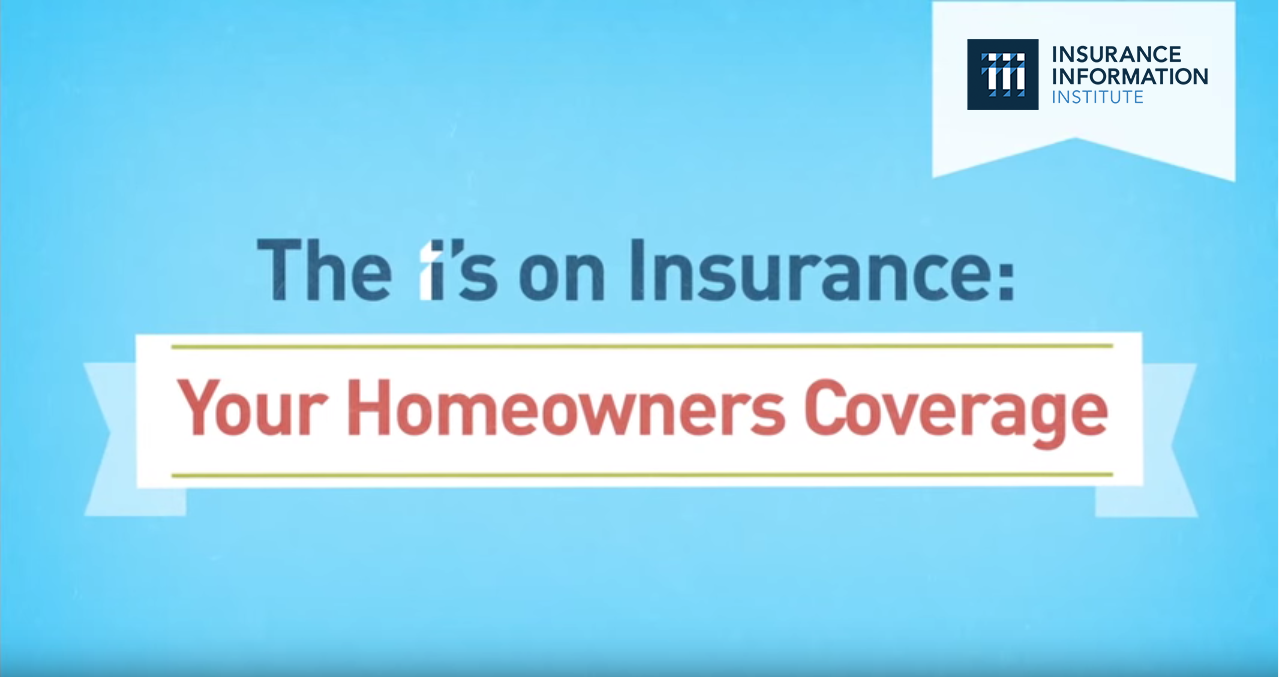 INSURANCE
INFORMATION
INSTITUTE
The i's on Insurance:
Your Homeowners Coverage